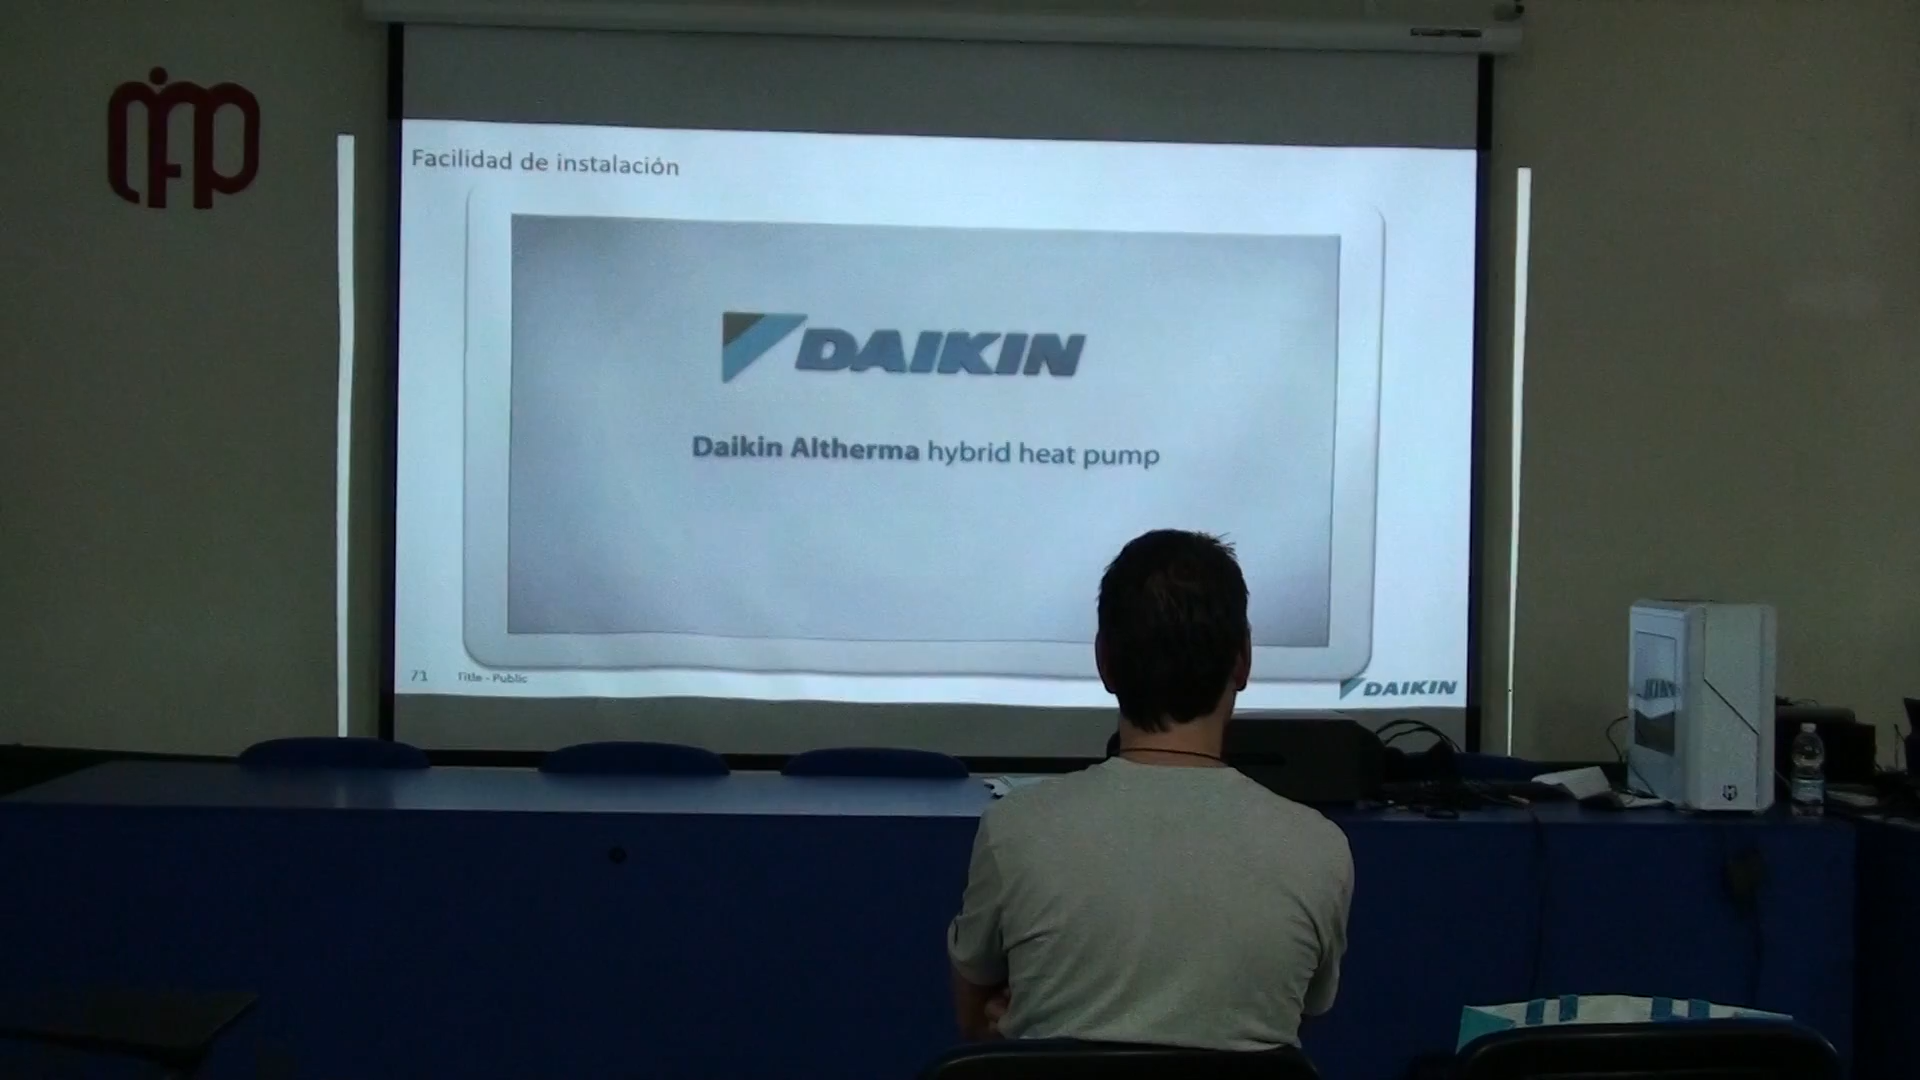 ifp
Facilidad de instalación
DAIKIN
Daikin Altherma hybrid heat pump
71 Title - Public
DAIKIN